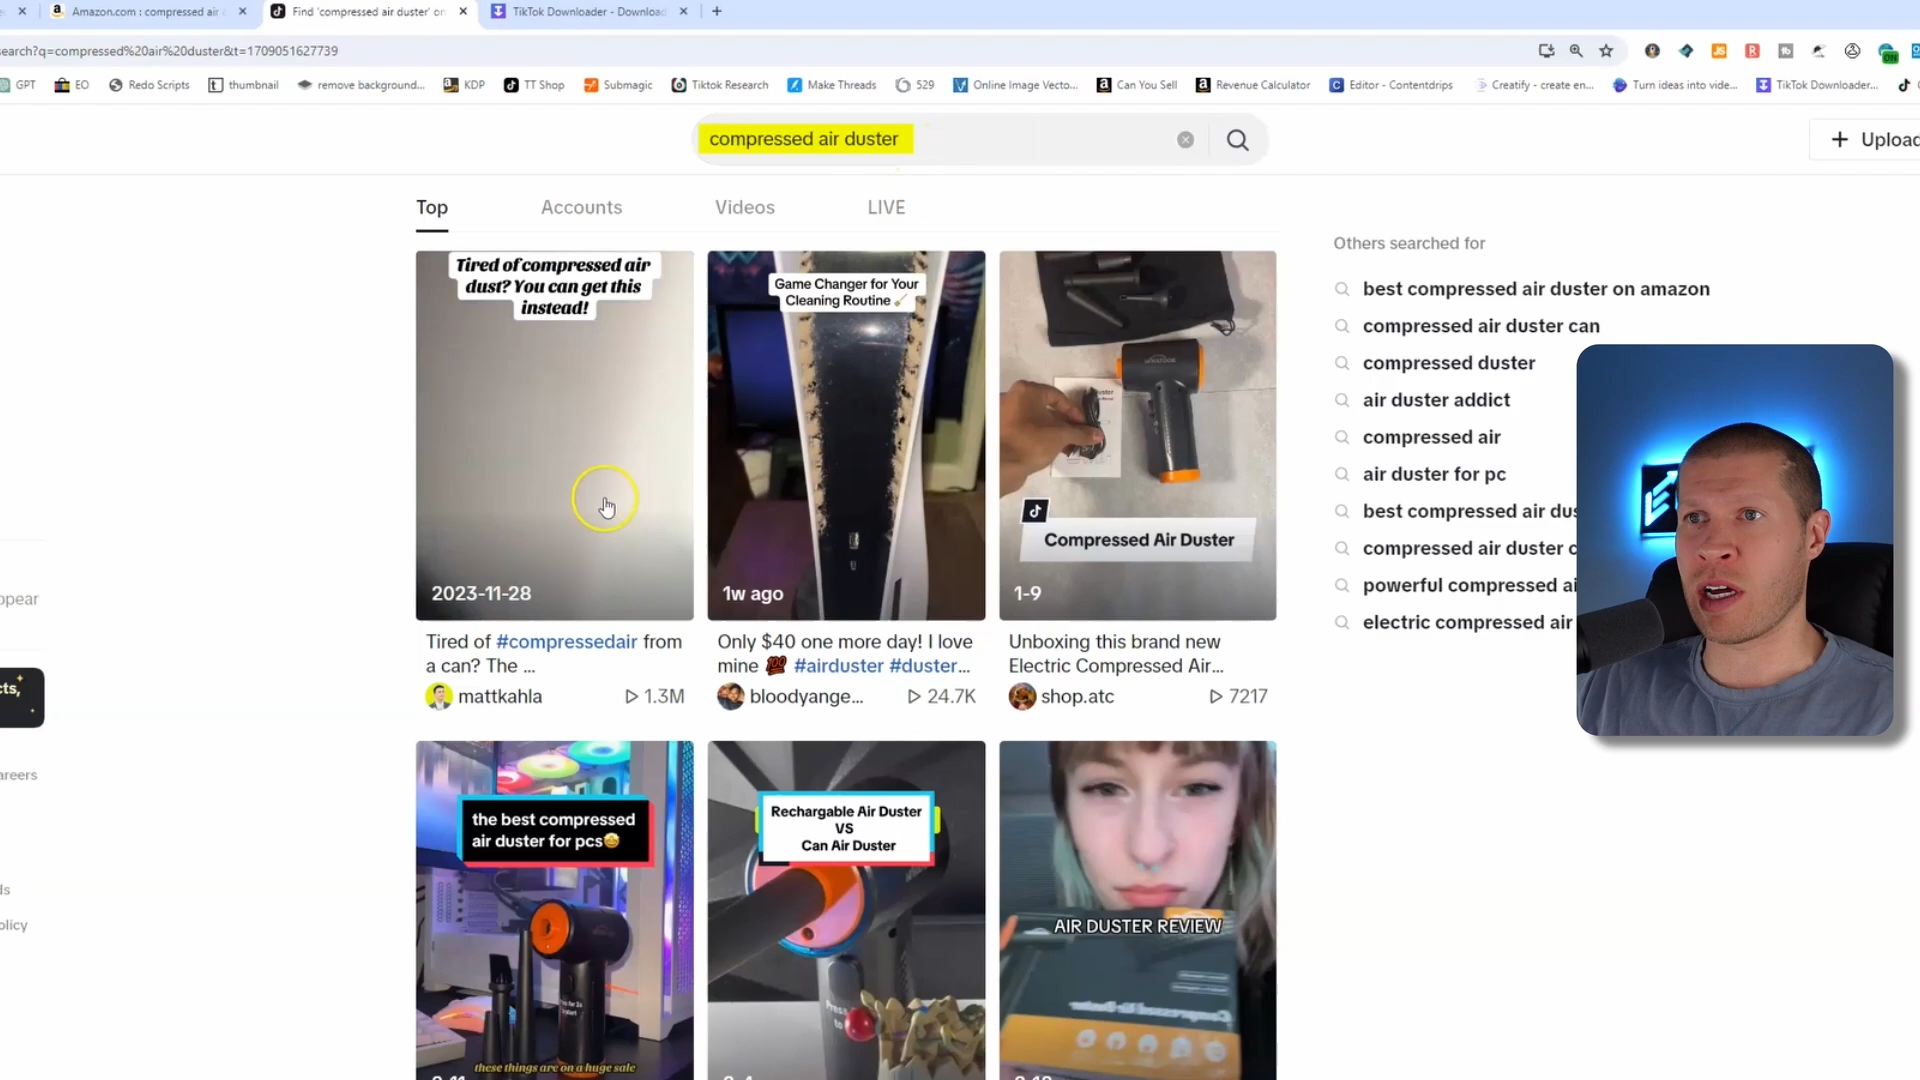 Amazon.com : compressed air
Find 'compressed air duster' on
TikTok Downloader - Download
earch?q=compressed%20air%20duster&t=1709051627739
GPT
EO
Redo Scripts
thumbnail
remove background...
KDP
TT Shop
Submagic
Tiktok Research
Make Threads
529
Online Image Vecto...
Can You Sell
Revenue Calculator
Editor - Contentdrips
Creatify - create en...
Turn ideas into vide...
TikTok Downloader...
compressed air duster
Upload
Top
Accounts
Videos
LIVE
Tired of compressed air
dust? You can get this
instead!
2023-11-28
Tired of #compressedair from
a can? The ...
mattkahla
1.3M
Game Changer for Your
Cleaning Routine
1w ago
Only $40 one more day! I love
mine 💯 #airduster #duster...
bloodyange...
24.7K
Compressed Air Duster
1-9
Unboxing this brand new
Electric Compressed Air...
shop.atc
7217
Others searched for
best compressed air duster on amazon
compressed air duster can
compressed duster
air duster addict
compressed air
air duster for pc
best compressed air dus
compressed air duster c
powerful compressed ai
electric compressed air
ppear
cts,
areers
ds
olicy
the best compressed
air duster for pcs🤩
these things are on a huge sale
Rechargable Air Duster
VS
Can Air Duster
AIR DUSTER REVIEW